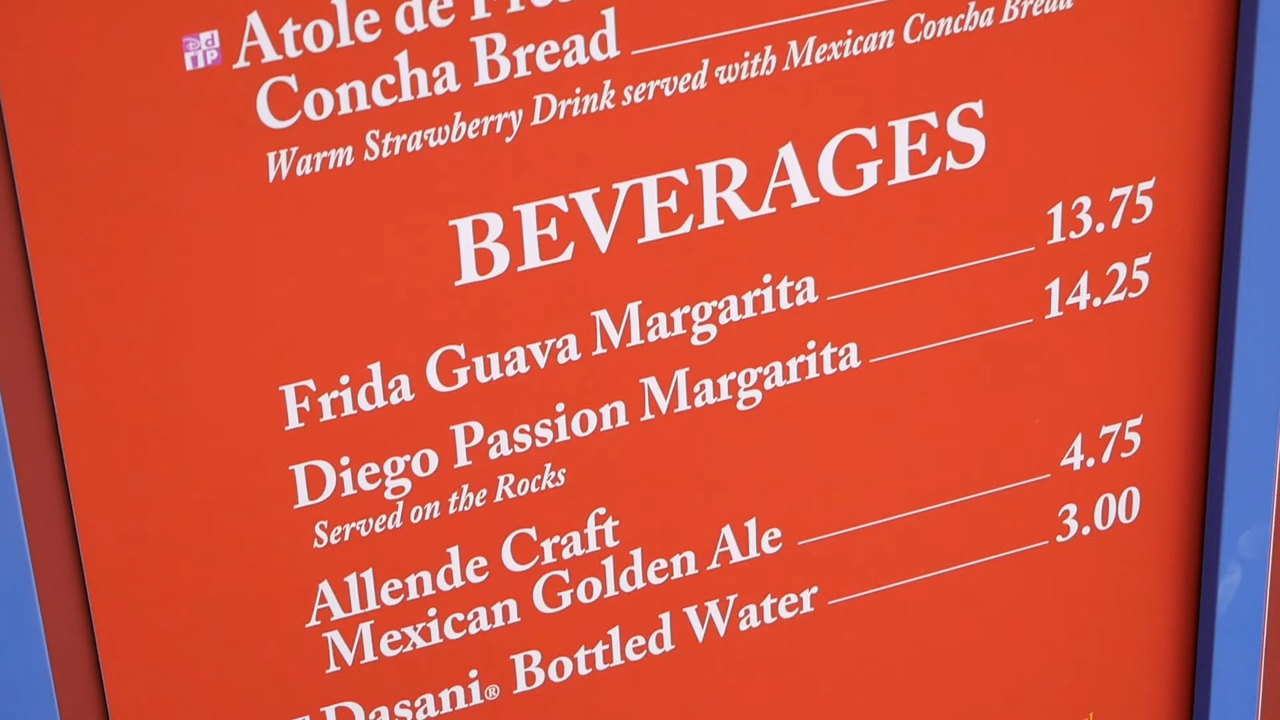 Atole de
Concha Bread
Warm Strawberry Drink served with Mexican Concha Bread
BEVERAGES
Frida Guava Margarita 13.75
Diego Passion Margarita 14.25
Served on the Rocks
Allende Craft
Mexican Golden Ale 4.75
Dasani® Bottled Water 3.00